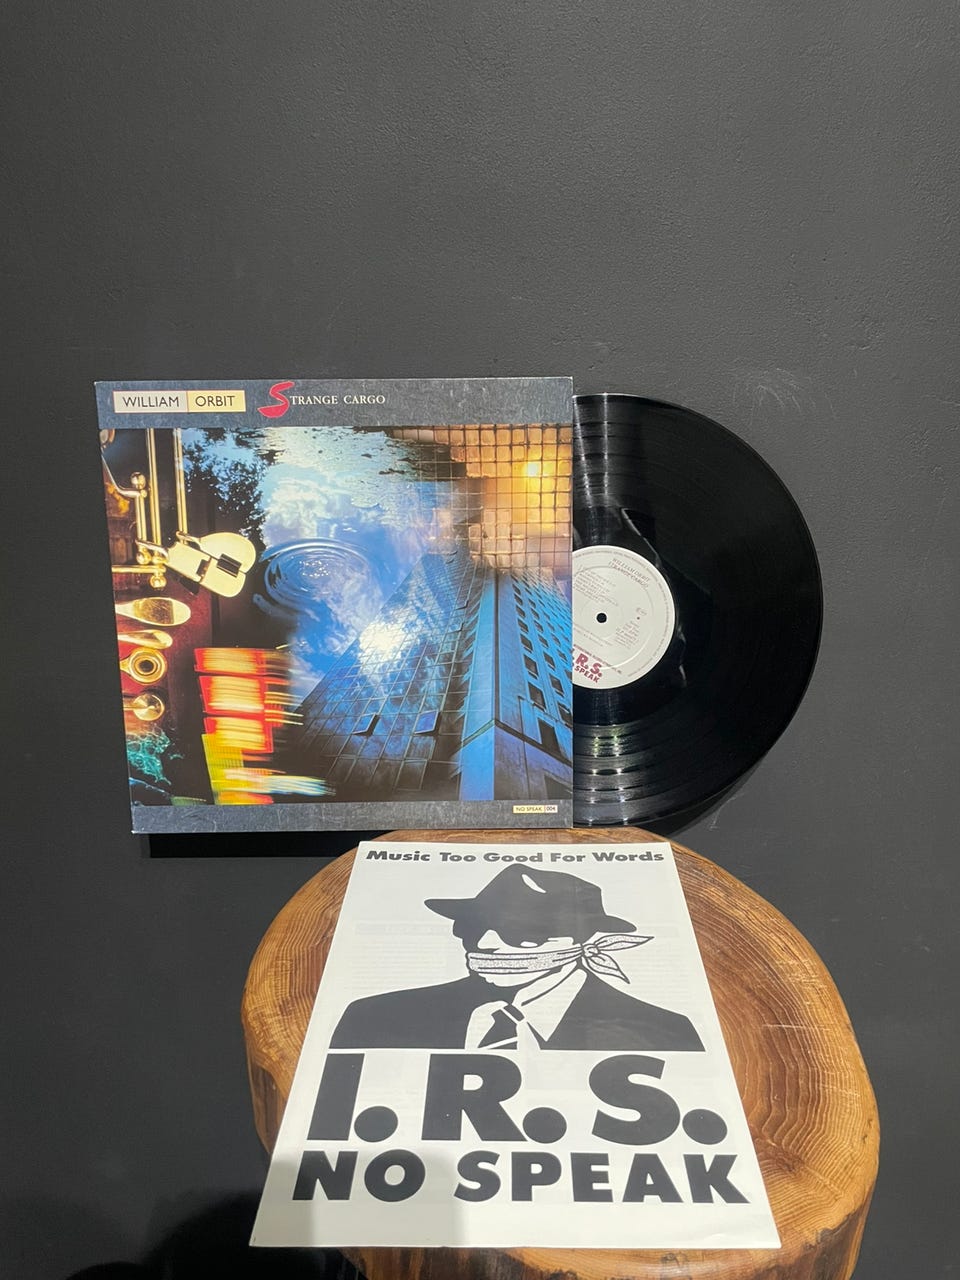 WILLIAM ORBIT STRANGE CARGO
NO SPEAK 004
WILLIAM ORBIT
STRANGE CARGO
I.R.S.
SPEAK
Music Too Good For Words
I.R.S.
NO SPEAK